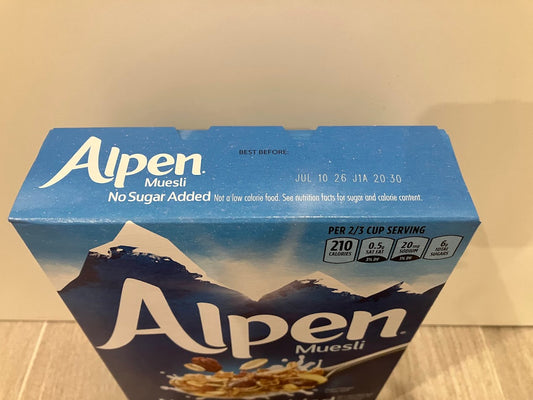 Alpen®
Muesli
No Sugar Added Not a low calorie food. See nutrition facts for sugar and calorie content.
BEST BEFORE:
JUL 10 26 J1A 20 30
PER 2/3 CUP SERVING
210 CALORIES
0.5g SAT FAT 3% DV
20mg SODIUM 1% DV
6g TOTAL SUGARS
Alpen®
Muesli